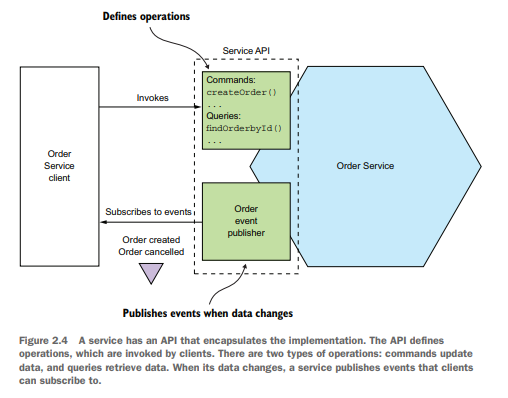 Defines operations
Service API
Commands:
createOrder()
...
Queries:
findOrderbyId()
...
Invokes
Order
Service
client
Order Service
Subscribes to events
Order
event
publisher
Order created
Order cancelled
Publishes events when data changes
Figure 2.4 A service has an API that encapsulates the implementation. The API defines
operations, which are invoked by clients. There are two types of operations: commands update
data, and queries retrieve data. When its data changes, a service publishes events that clients
can subscribe to.